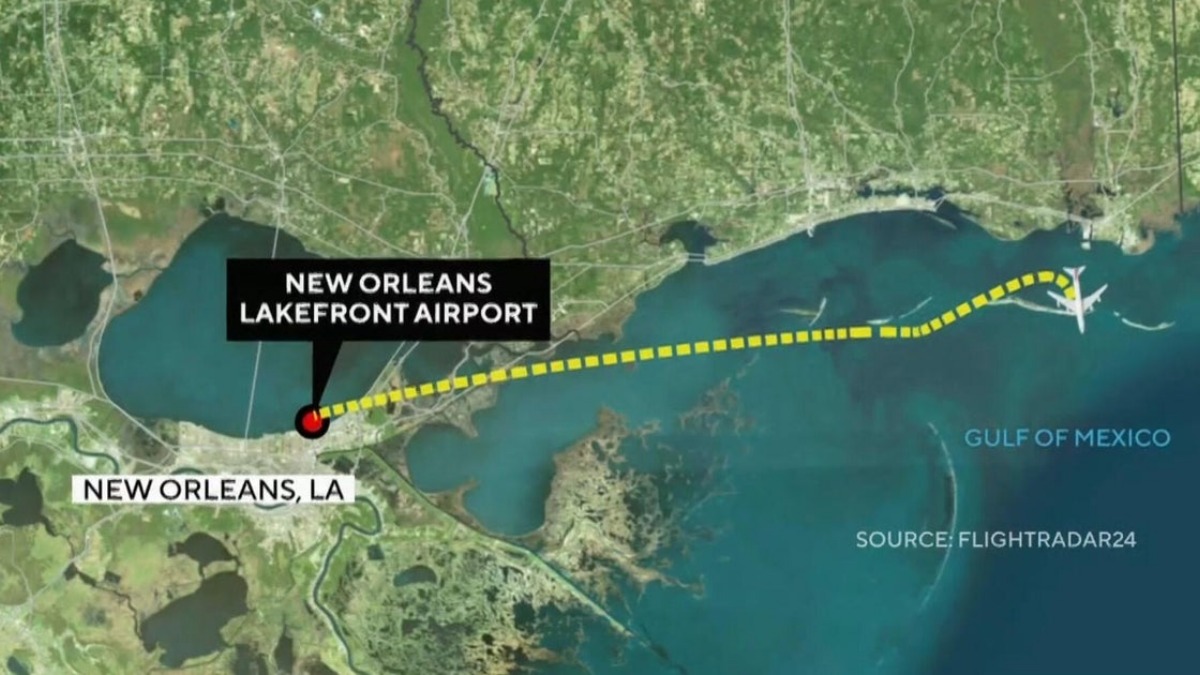 NEW ORLEANS
LAKEFRONT AIRPORT
GULF OF MEXICO
NEW ORLEANS, LA
SOURCE: FLIGHTRADAR24